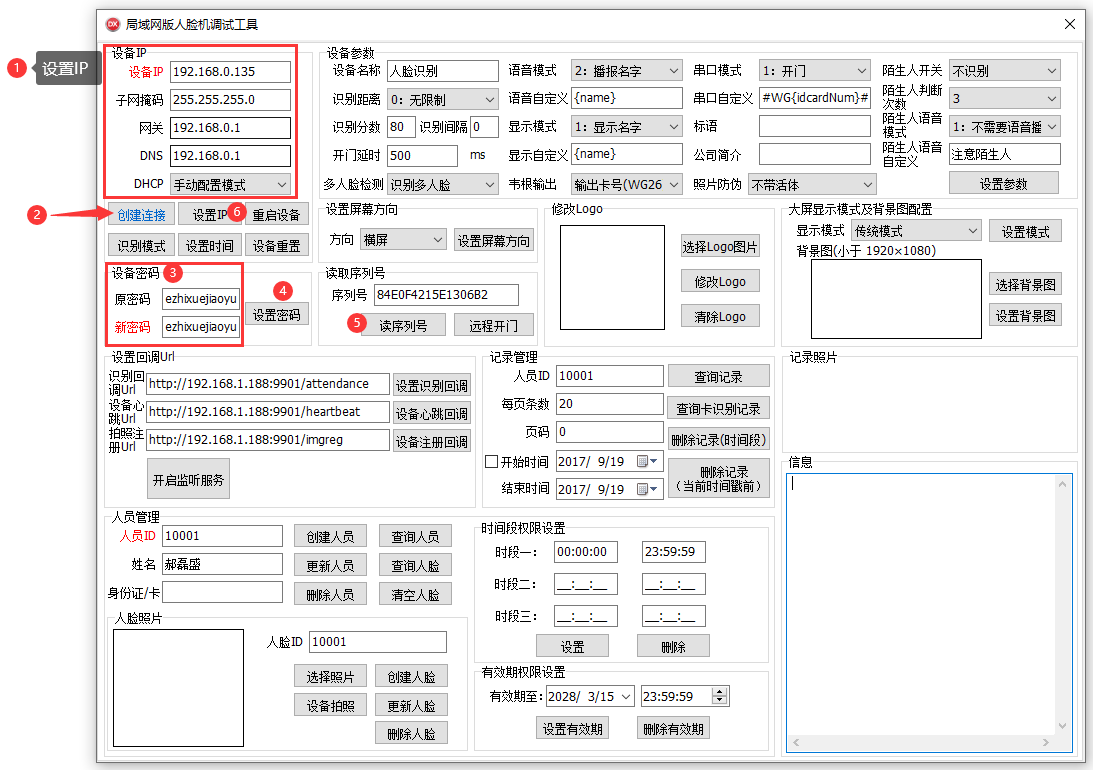 局域网版人脸机调试工具
1 设置IP
设备IP
设备IP 192.168.0.135
子网掩码 255.255.255.0
网关 192.168.0.1
DNS 192.168.0.1
DHCP 手动配置模式
2 创建连接 设置IP 6 重启设备
识别模式 设置时间 设备重置
设备密码 3
原密码 ezhixuejiaoyu
新密码 ezhixuejiaoyu
4
设置密码
设备参数
设备名称 人脸识别 语音模式 2: 播报名字 串口模式 1: 开门 陌生人开关 不识别
识别距离 0: 无限制 语音自定义 {name} 串口自定义 #WG{idcardNum}# 陌生人判断次数 3
识别分数 80 识别间隔 0 显示模式 1: 显示名字 标语 陌生人语音模式 1: 不需要语音播
开门延时 500 ms 显示自定义 {name} 公司简介 陌生人语音自定义 注意陌生人
多人脸检测 识别多人脸 韦根输出 输出卡号(WG26 照片防伪 不带活体 设置参数
设置屏幕方向
方向 横屏 设置屏幕方向
读取序列号
序列号 84E0F4215E1306B2
5 读序列号 远程开门
修改Logo
选择Logo图片
修改Logo
清除Logo
大屏显示模式及背景图配置
显示模式 传统模式 设置模式
背景图(小于 1920×1080)
选择背景图
设置背景图
设置回调Url
识别回调Url http://192.168.1.188:9901/attendance 设置识别回调
设备心跳Url http://192.168.1.188:9901/heartbeat 设备心跳回调
拍照注册Url http://192.168.1.188:9901/imgreg 设备注册回调
开启监听服务
记录管理
人员ID 10001 查询记录
每页条数 20 查询卡识别记录
页码 0 删除记录(时间段)
开始时间 2017/ 9/19
结束时间 2017/ 9/19
删除记录
(当前时间戳前)
记录照片
信息
人员管理
人员ID 10001 创建人员 查询人员
姓名 郝磊盛 更新人员 查询人脸
身份证/卡 删除人员 清空人脸
人脸照片
人脸ID 10001
选择照片 创建人脸
设备拍照 更新人脸
删除人脸
时间段权限设置
时段一: 00:00:00 23:59:59
时段二: __:__:__ __:__:__
时段三: __:__:__ __:__:__
设置 删除
有效期权限设置
有效期至: 2028/ 3/15 23:59:59
设置有效期 删除有效期